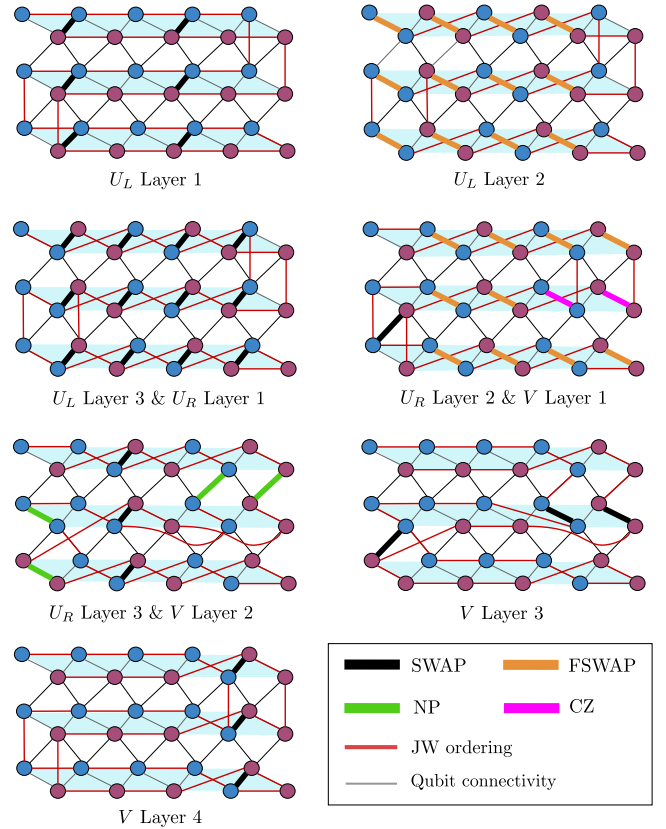 U_L Layer 1
U_L Layer 2
U_L Layer 3 & U_R Layer 1
U_R Layer 2 & V Layer 1
U_R Layer 3 & V Layer 2
V Layer 3
V Layer 4
SWAP
FSWAP
NP
CZ
JW ordering
Qubit connectivity